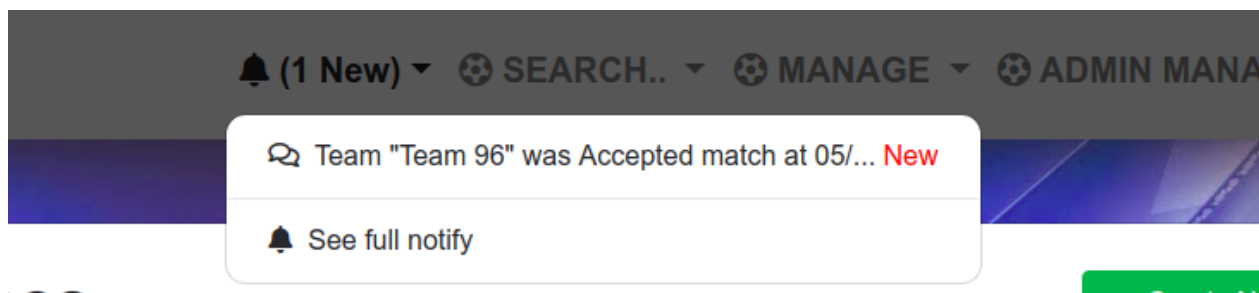 (1 New) SEARCH.. MANAGE ADMIN MANA
Team "Team 96" was Accepted match at 05/... New
See full notify